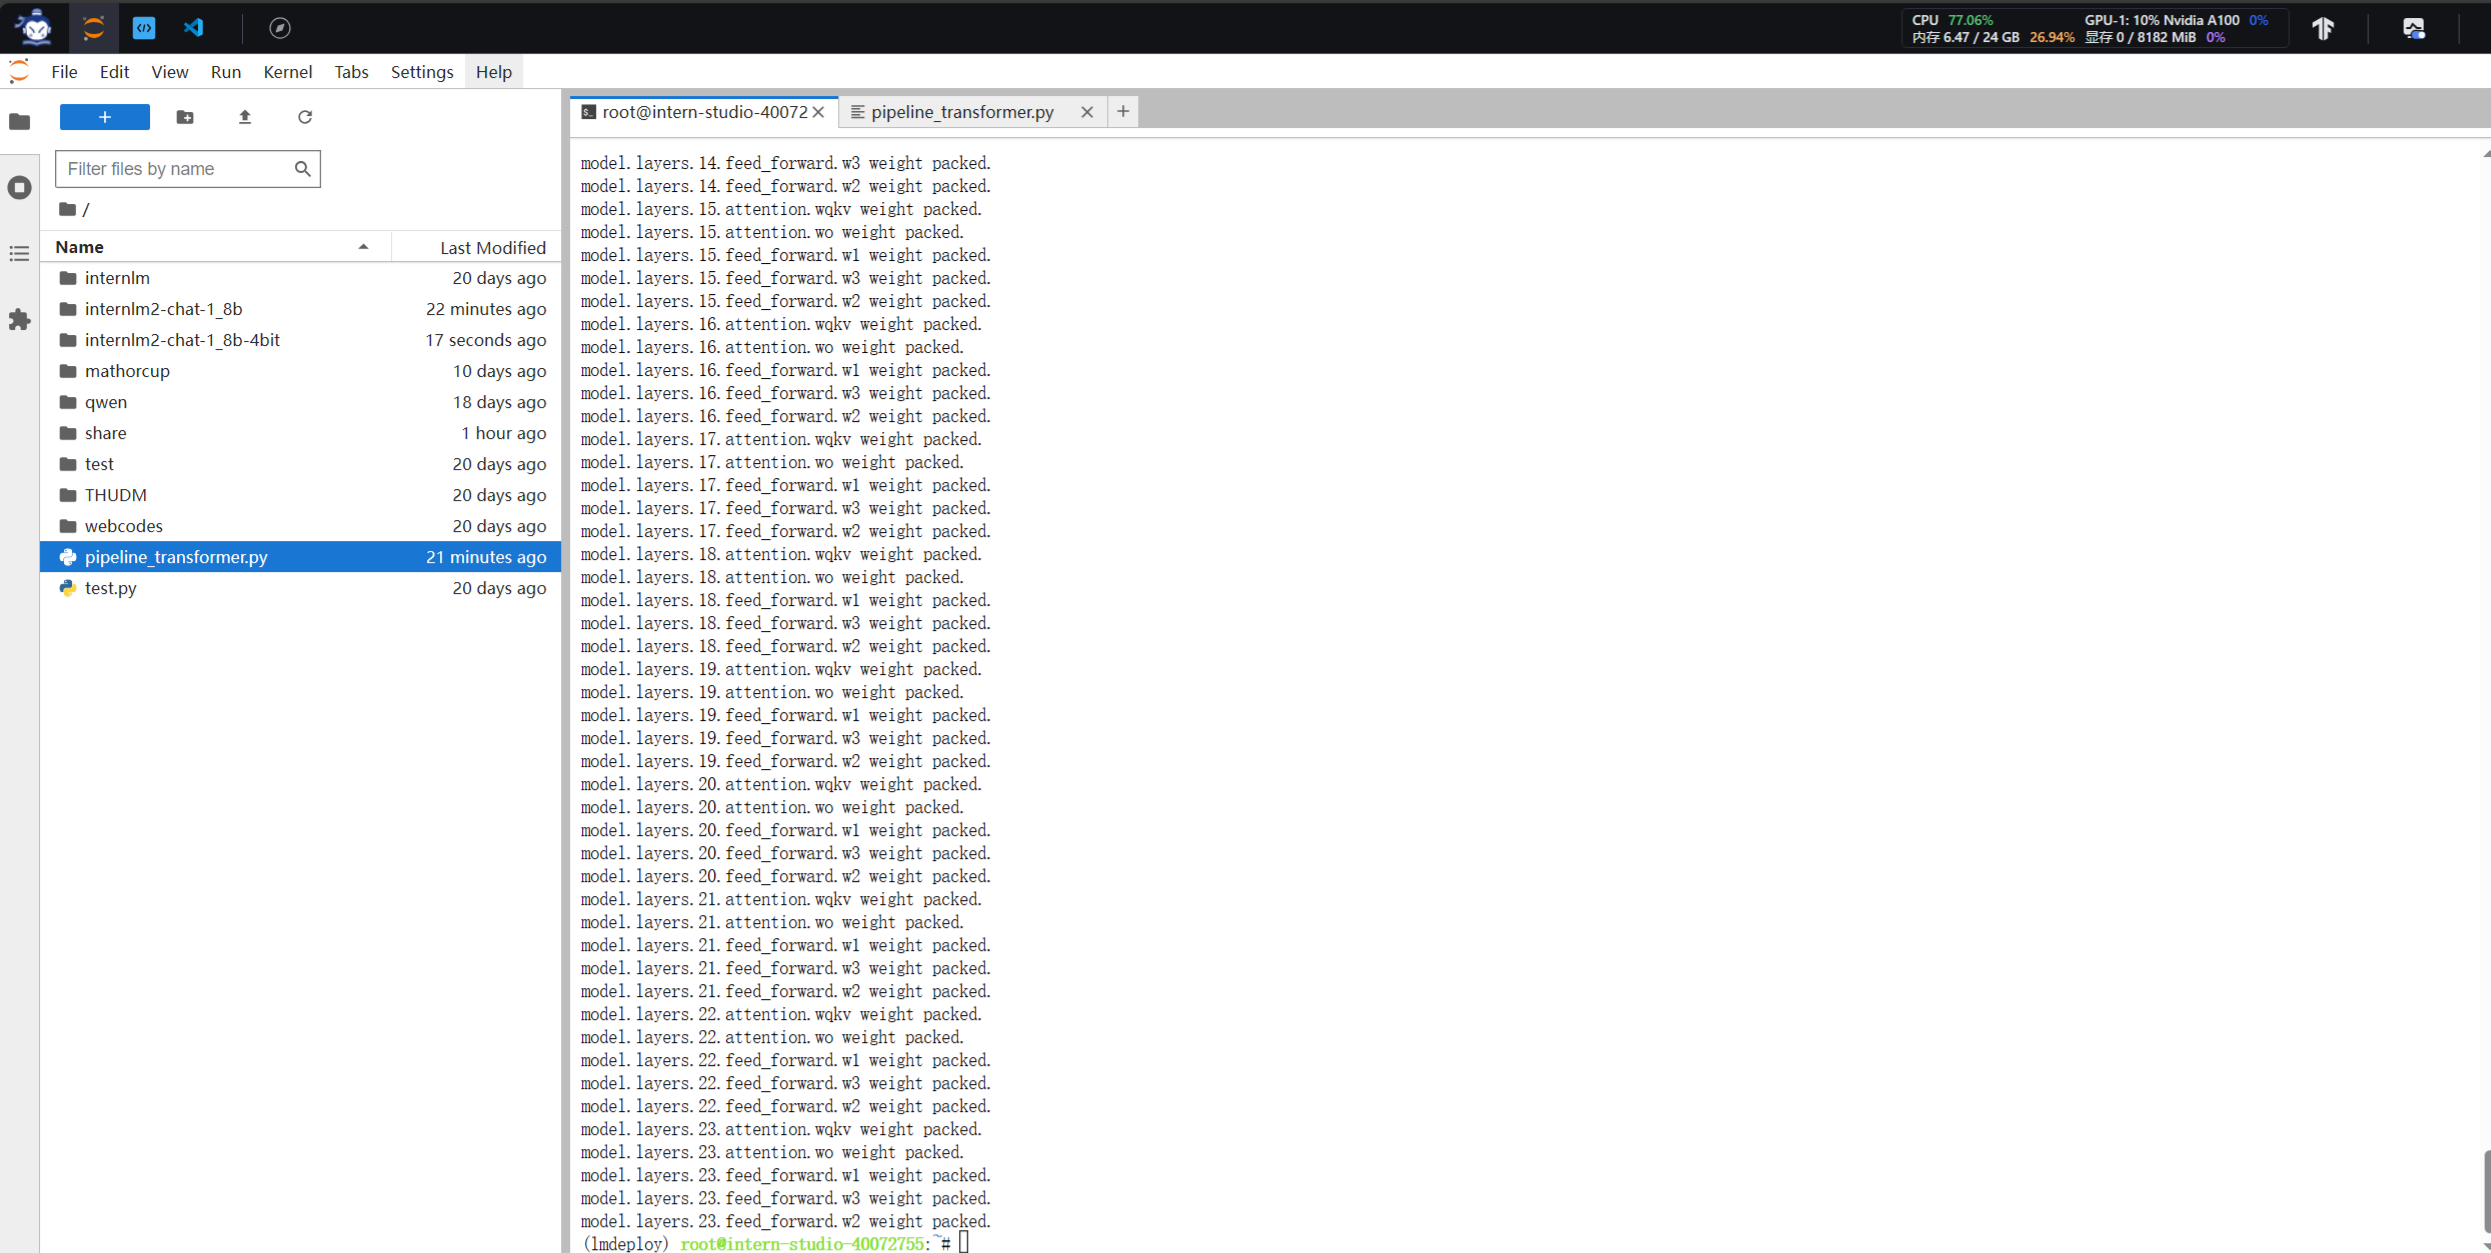 CPU 77.06% GPU-1: 10% Nvidia A100 0%
内存 6.47 / 24 GB 26.94% 显存 0 / 8182 MiB 0%
File Edit View Run Kernel Tabs Settings Help
root@intern-studio-40072 pipeline_transformer.py
Filter files by name
/
Name Last Modified
internlm 20 days ago
internlm2-chat-1_8b 22 minutes ago
internlm2-chat-1_8b-4bit 17 seconds ago
mathorcup 10 days ago
qwen 18 days ago
share 1 hour ago
test 20 days ago
THUDM 20 days ago
webcodes 20 days ago
pipeline_transformer.py 21 minutes ago
test.py 20 days ago
model.layers.14.feed_forward.w3 weight packed.
model.layers.14.feed_forward.w2 weight packed.
model.layers.15.attention.wqkv weight packed.
model.layers.15.attention.wo weight packed.
model.layers.15.feed_forward.w1 weight packed.
model.layers.15.feed_forward.w3 weight packed.
model.layers.15.feed_forward.w2 weight packed.
model.layers.16.attention.wqkv weight packed.
model.layers.16.attention.wo weight packed.
model.layers.16.feed_forward.w1 weight packed.
model.layers.16.feed_forward.w3 weight packed.
model.layers.16.feed_forward.w2 weight packed.
model.layers.17.attention.wqkv weight packed.
model.layers.17.attention.wo weight packed.
model.layers.17.feed_forward.w1 weight packed.
model.layers.17.feed_forward.w3 weight packed.
model.layers.17.feed_forward.w2 weight packed.
model.layers.18.attention.wqkv weight packed.
model.layers.18.attention.wo weight packed.
model.layers.18.feed_forward.w1 weight packed.
model.layers.18.feed_forward.w3 weight packed.
model.layers.18.feed_forward.w2 weight packed.
model.layers.19.attention.wqkv weight packed.
model.layers.19.attention.wo weight packed.
model.layers.19.feed_forward.w1 weight packed.
model.layers.19.feed_forward.w3 weight packed.
model.layers.19.feed_forward.w2 weight packed.
model.layers.20.attention.wqkv weight packed.
model.layers.20.attention.wo weight packed.
model.layers.20.feed_forward.w1 weight packed.
model.layers.20.feed_forward.w3 weight packed.
model.layers.20.feed_forward.w2 weight packed.
model.layers.21.attention.wqkv weight packed.
model.layers.21.attention.wo weight packed.
model.layers.21.feed_forward.w1 weight packed.
model.layers.21.feed_forward.w3 weight packed.
model.layers.21.feed_forward.w2 weight packed.
model.layers.22.attention.wqkv weight packed.
model.layers.22.attention.wo weight packed.
model.layers.22.feed_forward.w1 weight packed.
model.layers.22.feed_forward.w3 weight packed.
model.layers.22.feed_forward.w2 weight packed.
model.layers.23.attention.wqkv weight packed.
model.layers.23.attention.wo weight packed.
model.layers.23.feed_forward.w1 weight packed.
model.layers.23.feed_forward.w3 weight packed.
model.layers.23.feed_forward.w2 weight packed.
(lmdeploy) root@intern-studio-40072755:~#